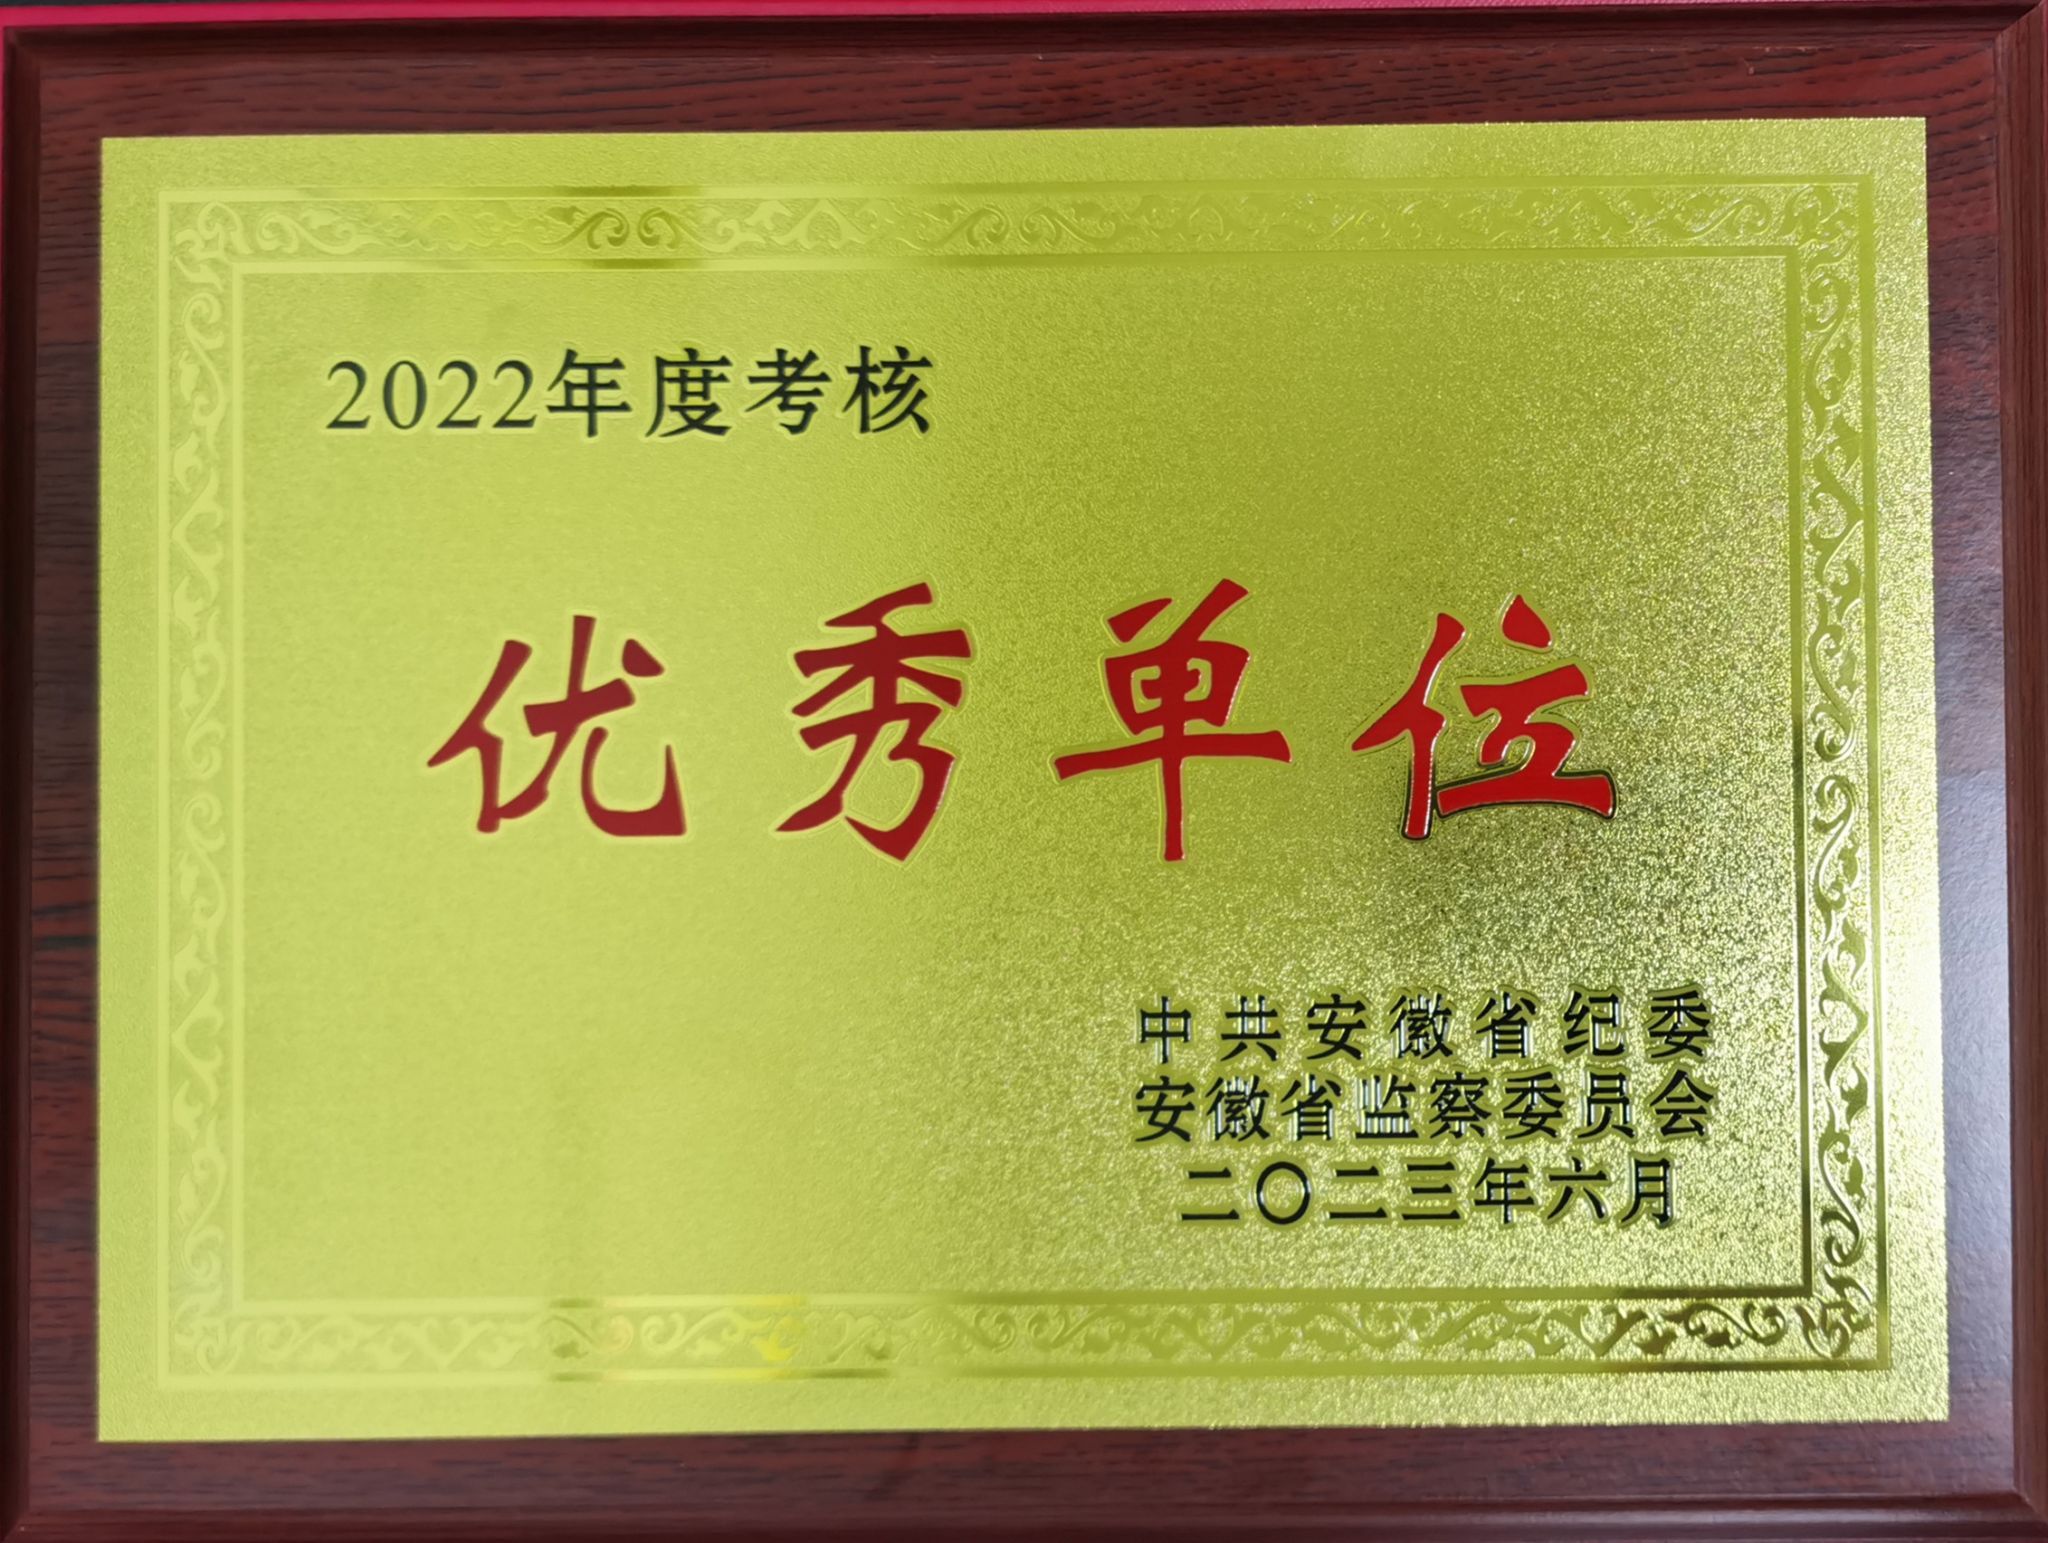 2022年度考核
优秀单位
中共安徽省纪委
安徽省监察委员会
二〇二三年六月